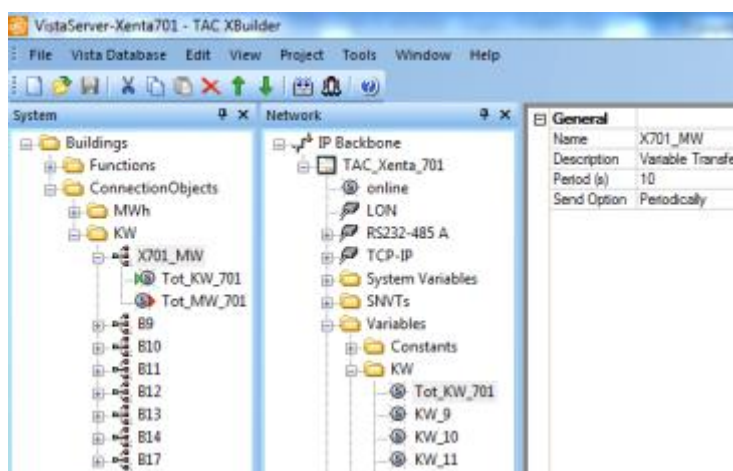 VistaServer-Xenta701 - TAC XBuilder
File Vista Database Edit View Project Tools Window Help
System
Buildings
Functions
ConnectionObjects
MWh
KW
X701_MW
Tot_KW_701
Tot_MW_701
B9
B10
B11
B12
B13
B14
B17
Network
IP Backbone
TAC_Xenta_701
online
LON
RS232-485 A
TCP-IP
System Variables
SNVTs
Variables
Constants
KW
Tot_KW_701
KW_9
KW_10
KW_11
General
Name X701_MW
Description Variable Transfe
Period (s) 10
Send Option Periodically